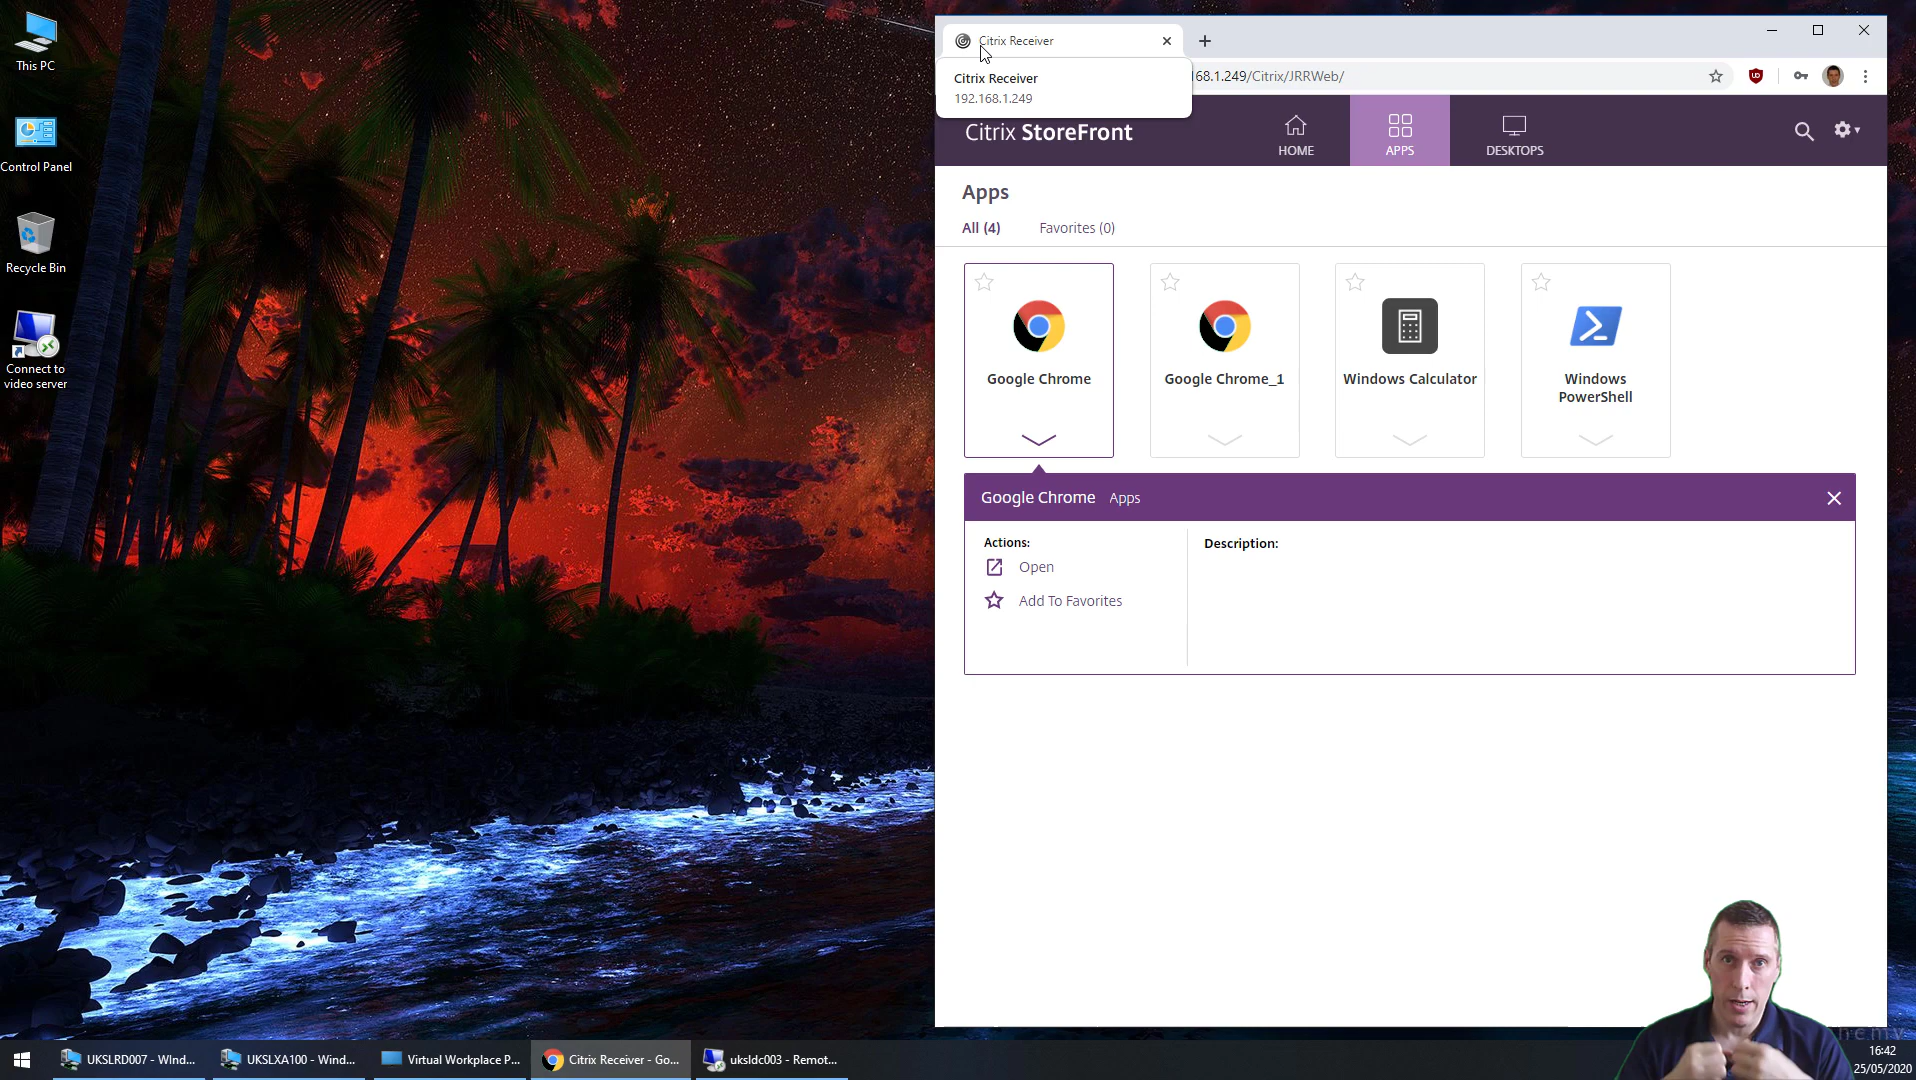 This PC
Control Panel
Recycle Bin
Connect to
video server
Citrix Receiver
Citrix Receiver
192.168.1.249
168.1.249/Citrix/JRRWeb/
Citrix StoreFront
HOME
APPS
DESKTOPS
Apps
All (4)
Favorites (0)
Google Chrome
Google Chrome_1
Windows Calculator
Windows
PowerShell
Google Chrome Apps
Actions:
Open
Add To Favorites
Description:
UKSLRD007 - WInd...
UKSLXA100 - Wind...
Virtual Workplace P...
Citrix Receiver - Go...
uksldc003 - Remot...
16:42
25/05/2020